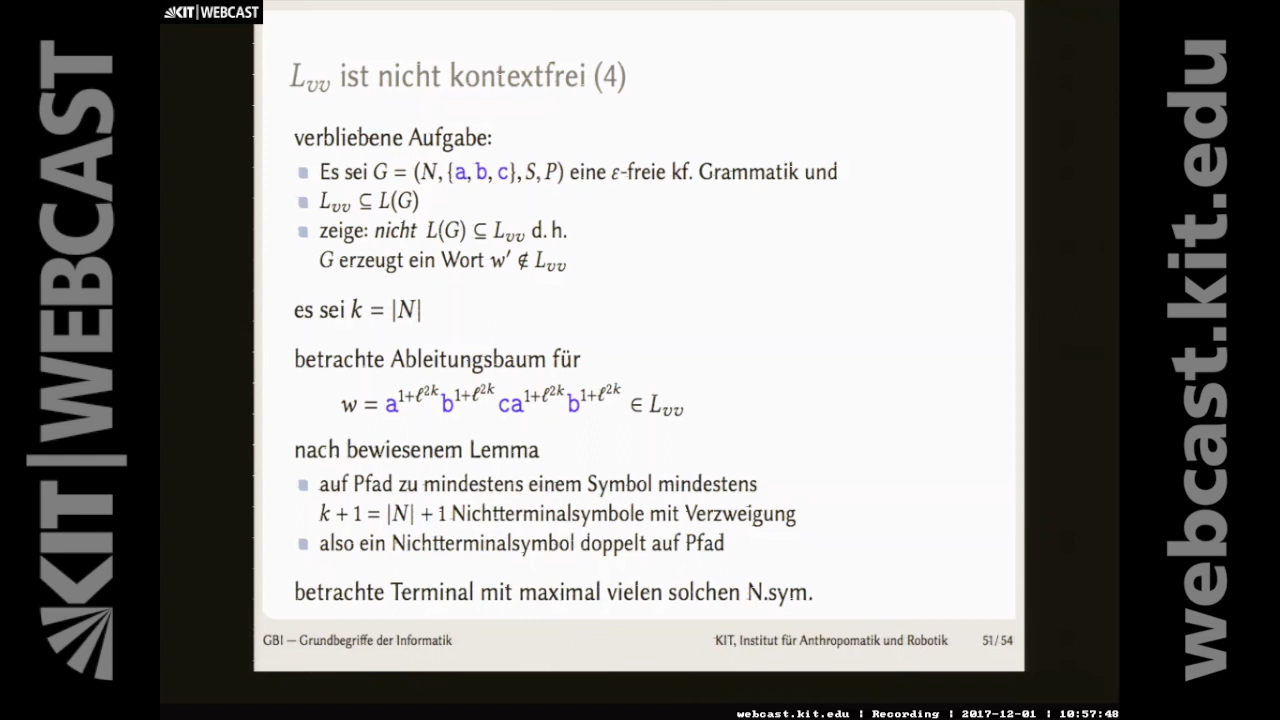 KIT|WEBCAST
KIT|WEBCAST
webcast.kit.edu
L_vv ist nicht kontextfrei (4)
verbliebene Aufgabe:
Es sei G = (N, {a, b, c}, S, P) eine ε-freie kf. Grammatik und
L_vv ⊆ L(G)
zeige: nicht L(G) ⊆ L_vv d. h.
G erzeugt ein Wort w′ ∉ L_vv
es sei k = |N|
betrachte Ableitungsbaum für
w = a^{1+ℓ^{2k}} b^{1+ℓ^{2k}} c a^{1+ℓ^{2k}} b^{1+ℓ^{2k}} ∈ L_vv
nach bewiesenem Lemma
auf Pfad zu mindestens einem Symbol mindestens
k + 1 = |N| + 1 Nichtterminalsymbole mit Verzweigung
also ein Nichtterminalsymbol doppelt auf Pfad
betrachte Terminal mit maximal vielen solchen N.sym.
GBI — Grundbegriffe der Informatik
KIT, Institut für Anthropomatik und Robotik
51 / 54
webcast.kit.edu | Recording | 2017-12-01 | 10:57:48